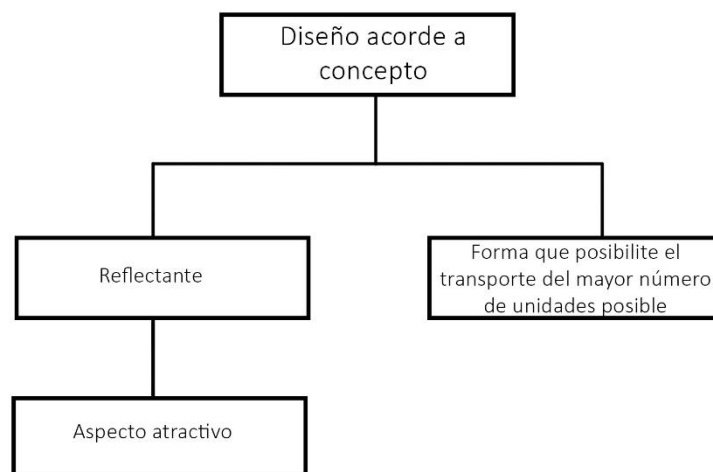 Diseño acorde a
concepto
Reflectante
Forma que posibilite el
transporte del mayor número
de unidades posible
Aspecto atractivo